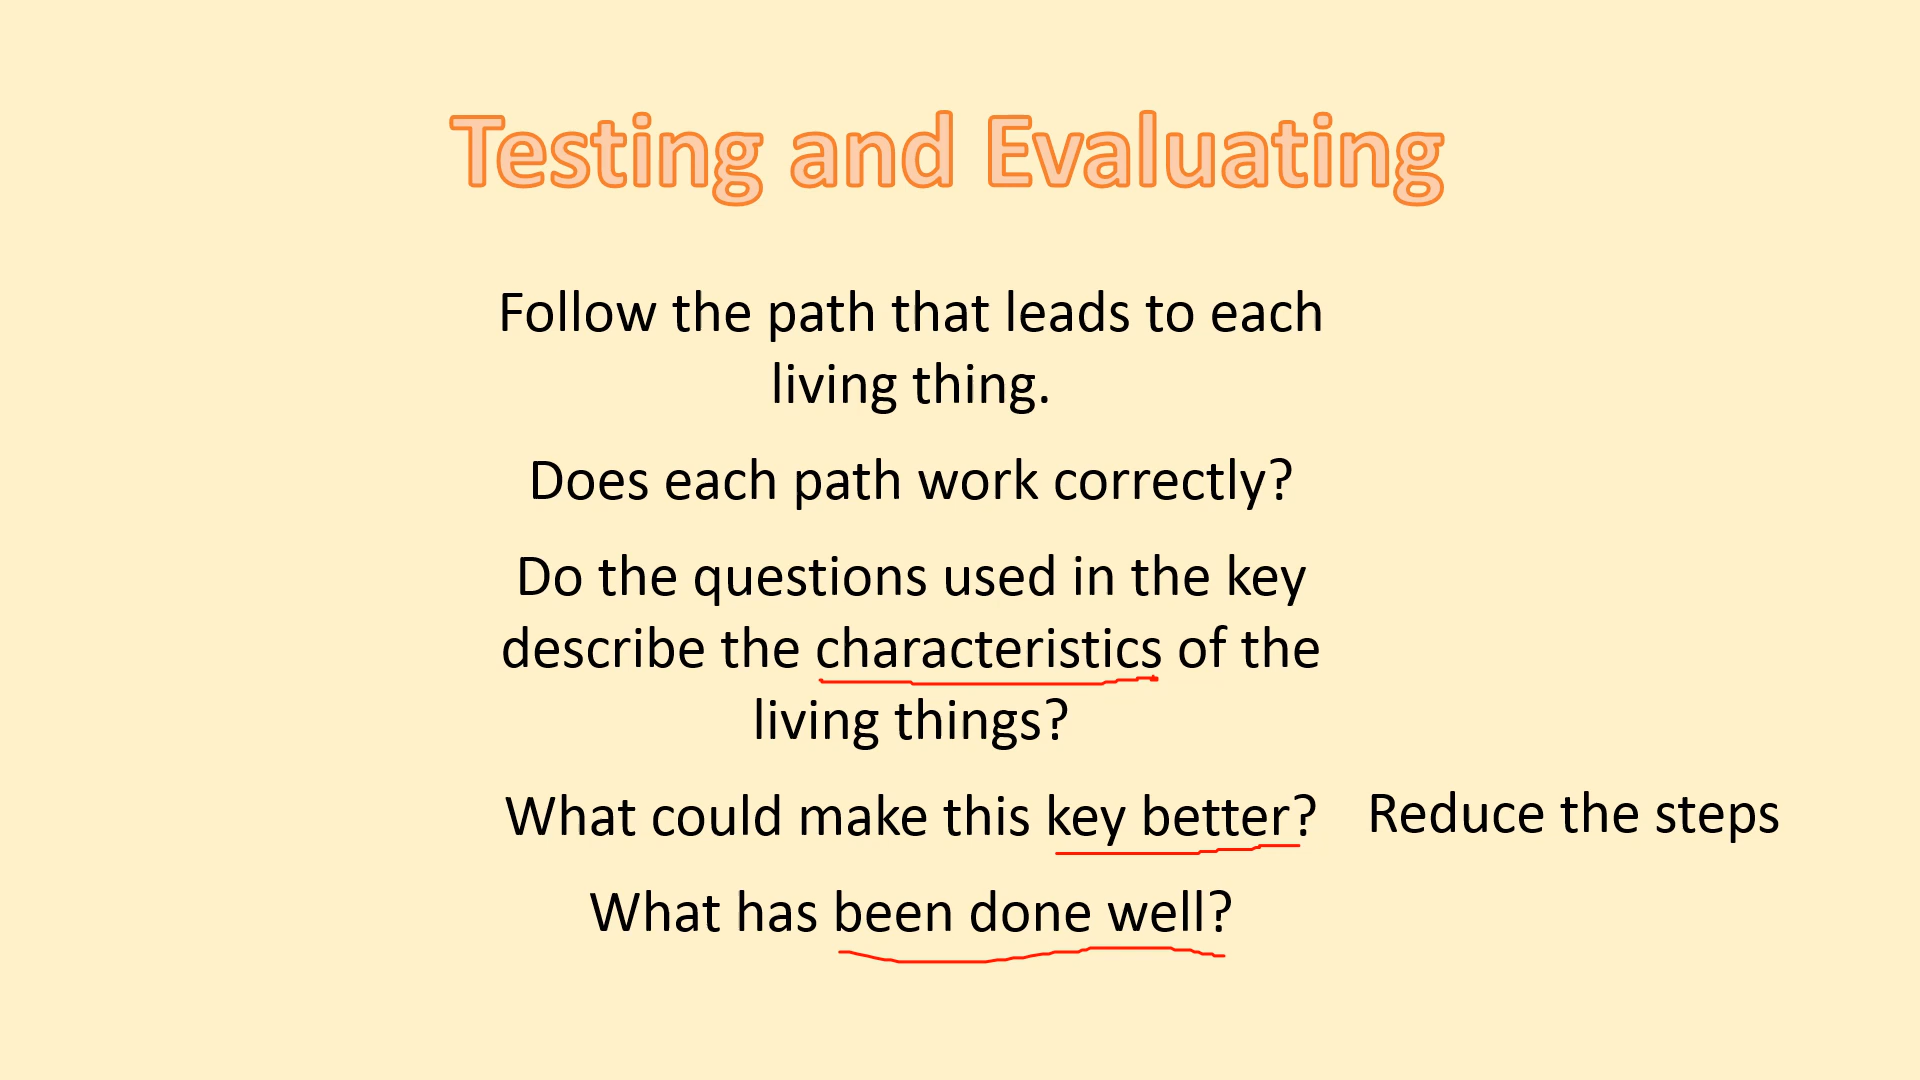 Testing and Evaluating
Follow the path that leads to each
living thing.
Does each path work correctly?
Do the questions used in the key
describe the characteristics of the
living things?
What could make this key better?
Reduce the steps
What has been done well?